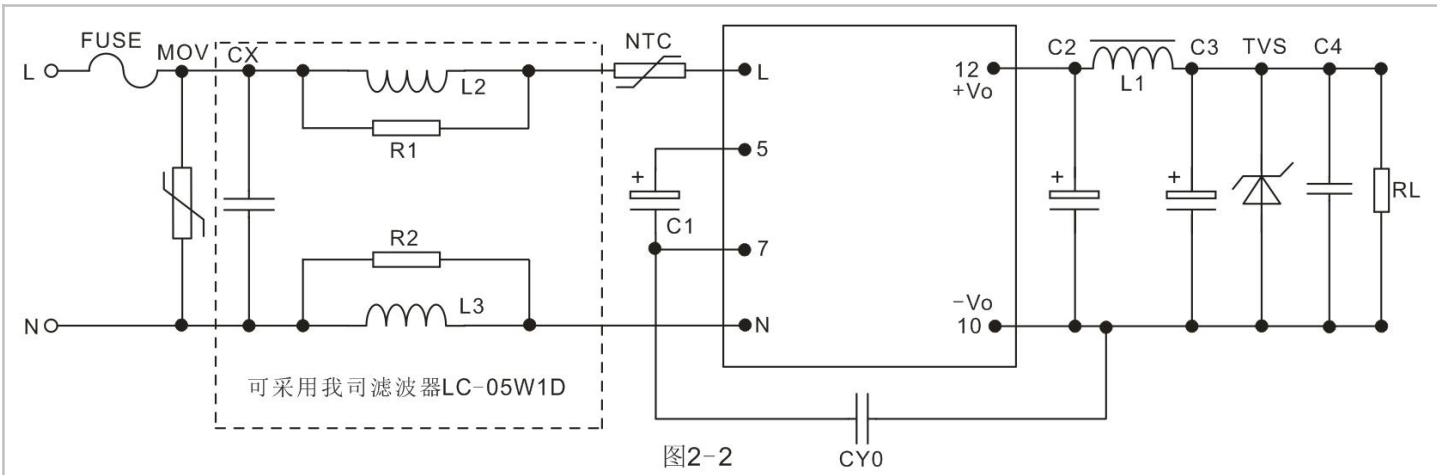 FUSE
MOV
CX
NTC
C2
C3
TVS
C4
L
L2
L
12
+Vo
L1
R1
5
+
+
+
C1
RL
R2
7
L3
-Vo
N
N
10
可采用我司滤波器LC-05W1D
图2-2
CY0